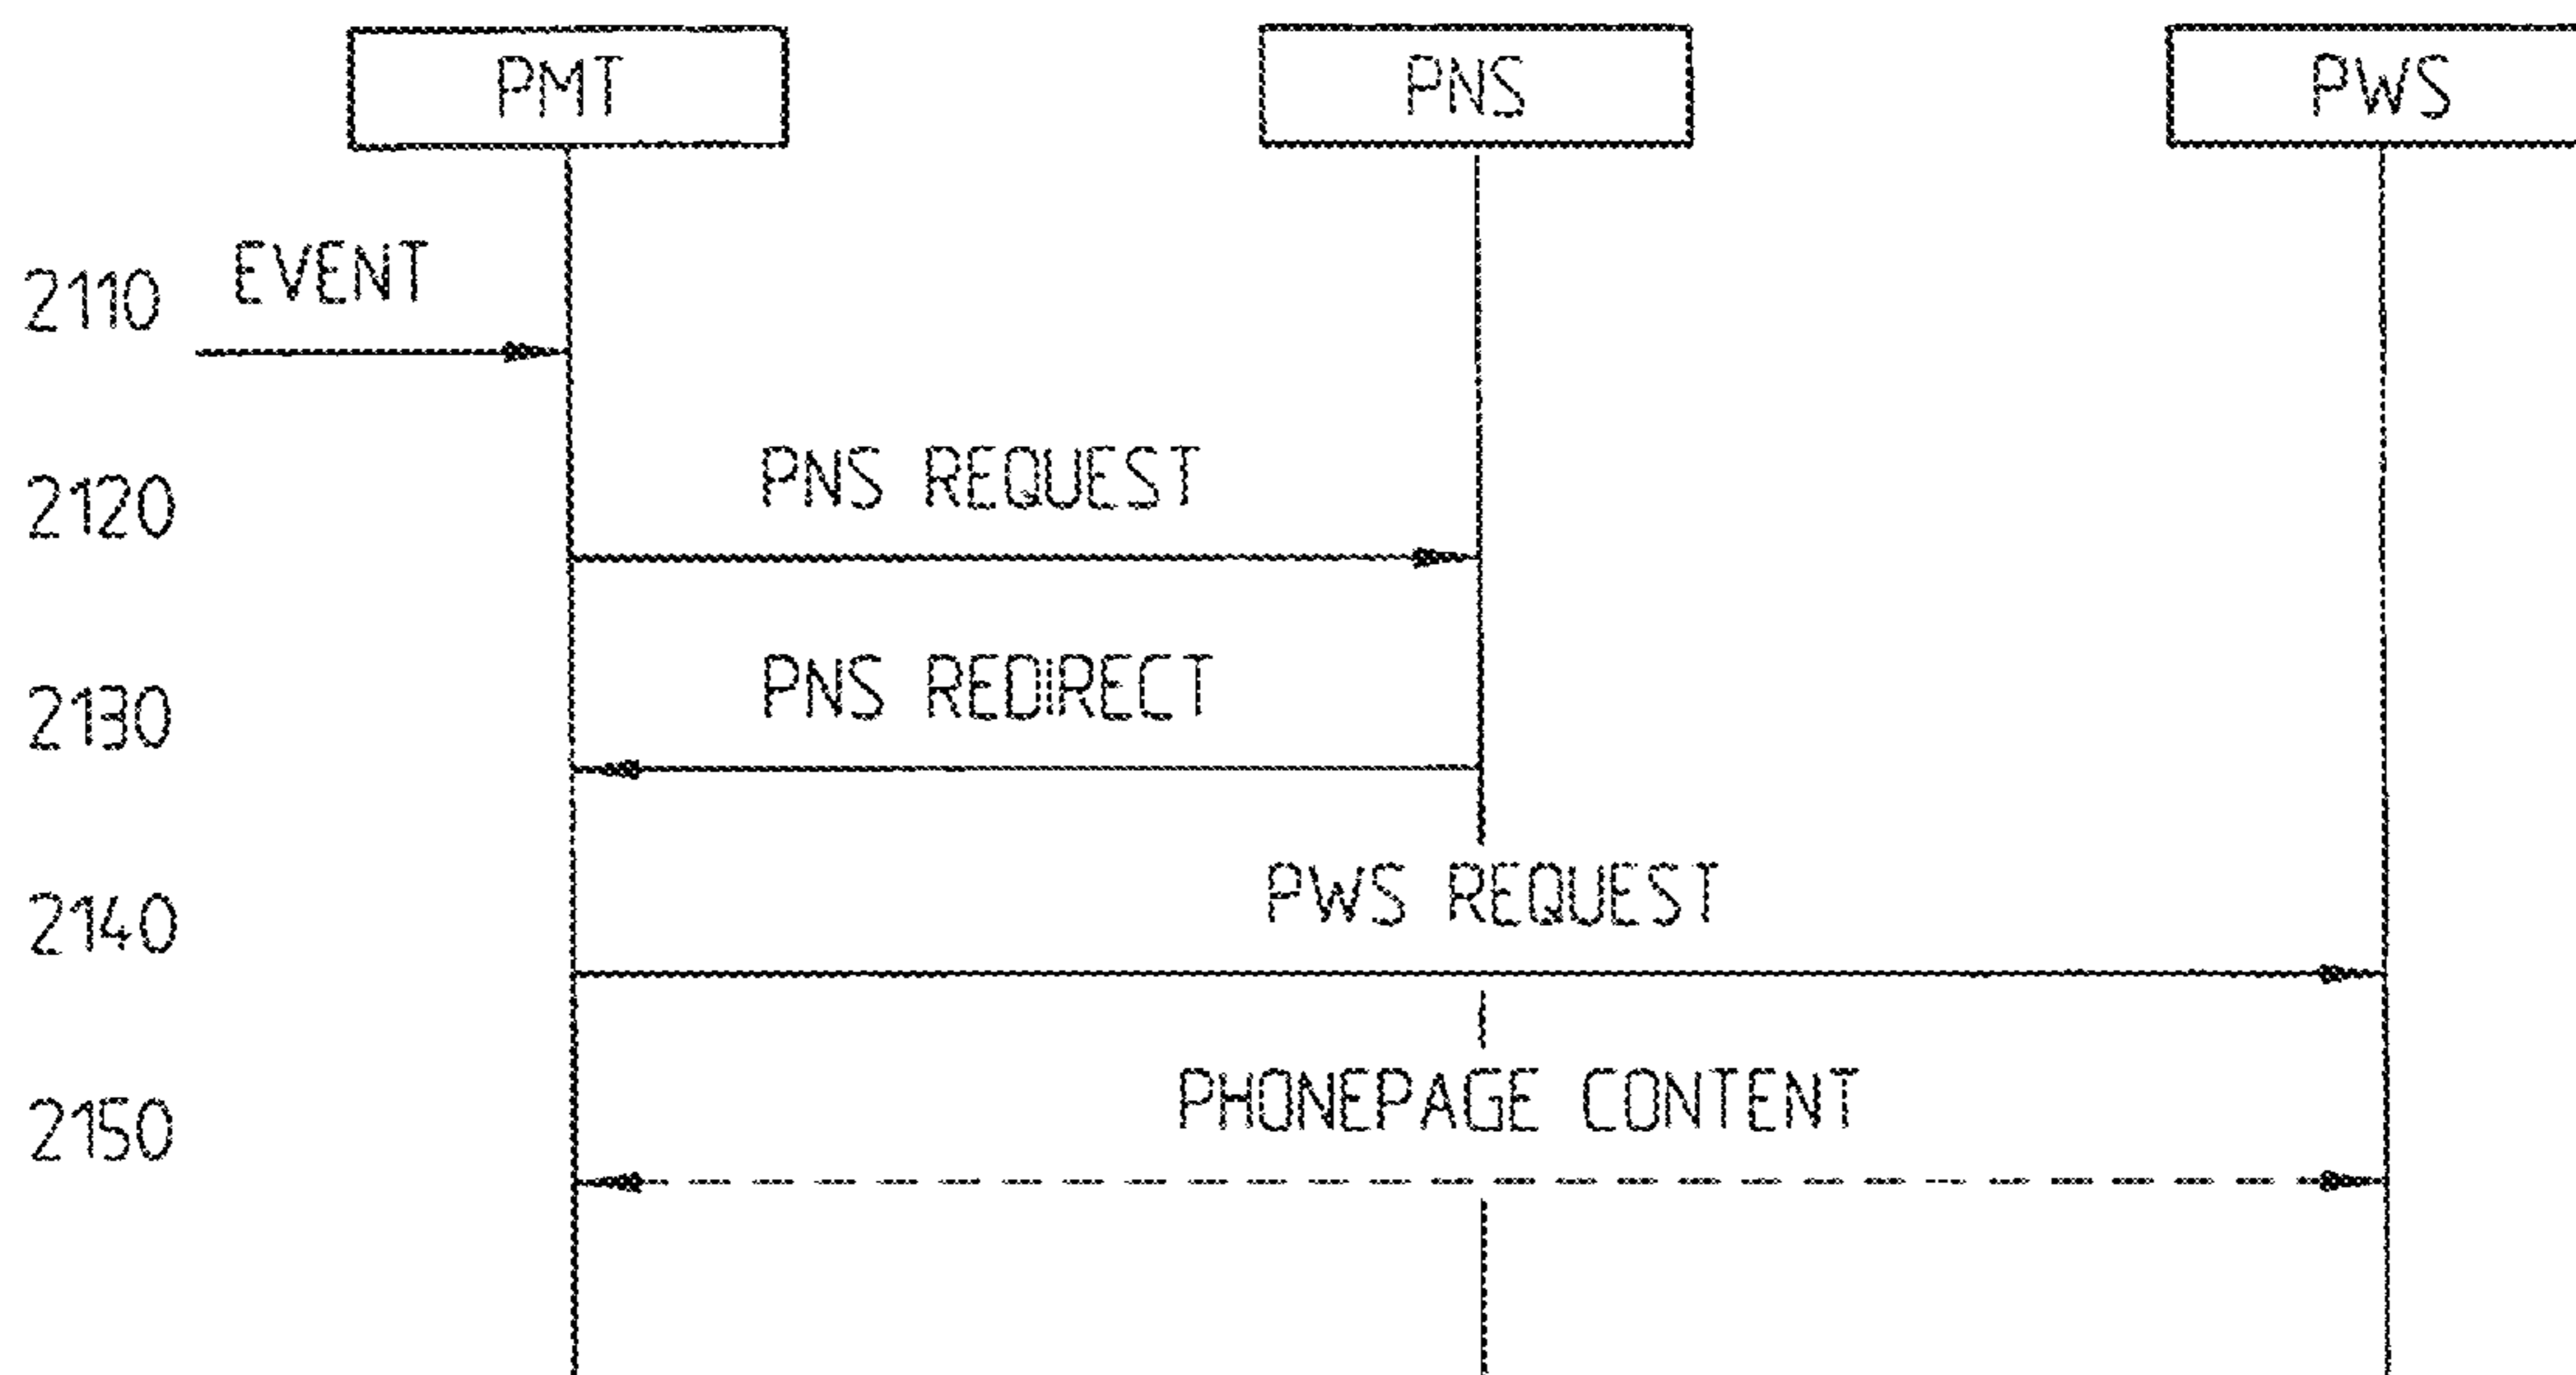 PMT PNS PWS
2110 EVENT
2120 PNS REQUEST
2130 PNS REDIRECT
2140 PWS REQUEST
2150 PHONEPAGE CONTENT